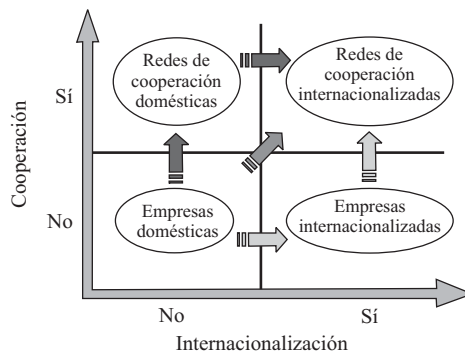 Cooperación
Sí
No
Redes de
cooperación
domésticas
Redes de
cooperación
internacionalizadas
Empresas
domésticas
Empresas
internacionalizadas
No
Sí
Internacionalización